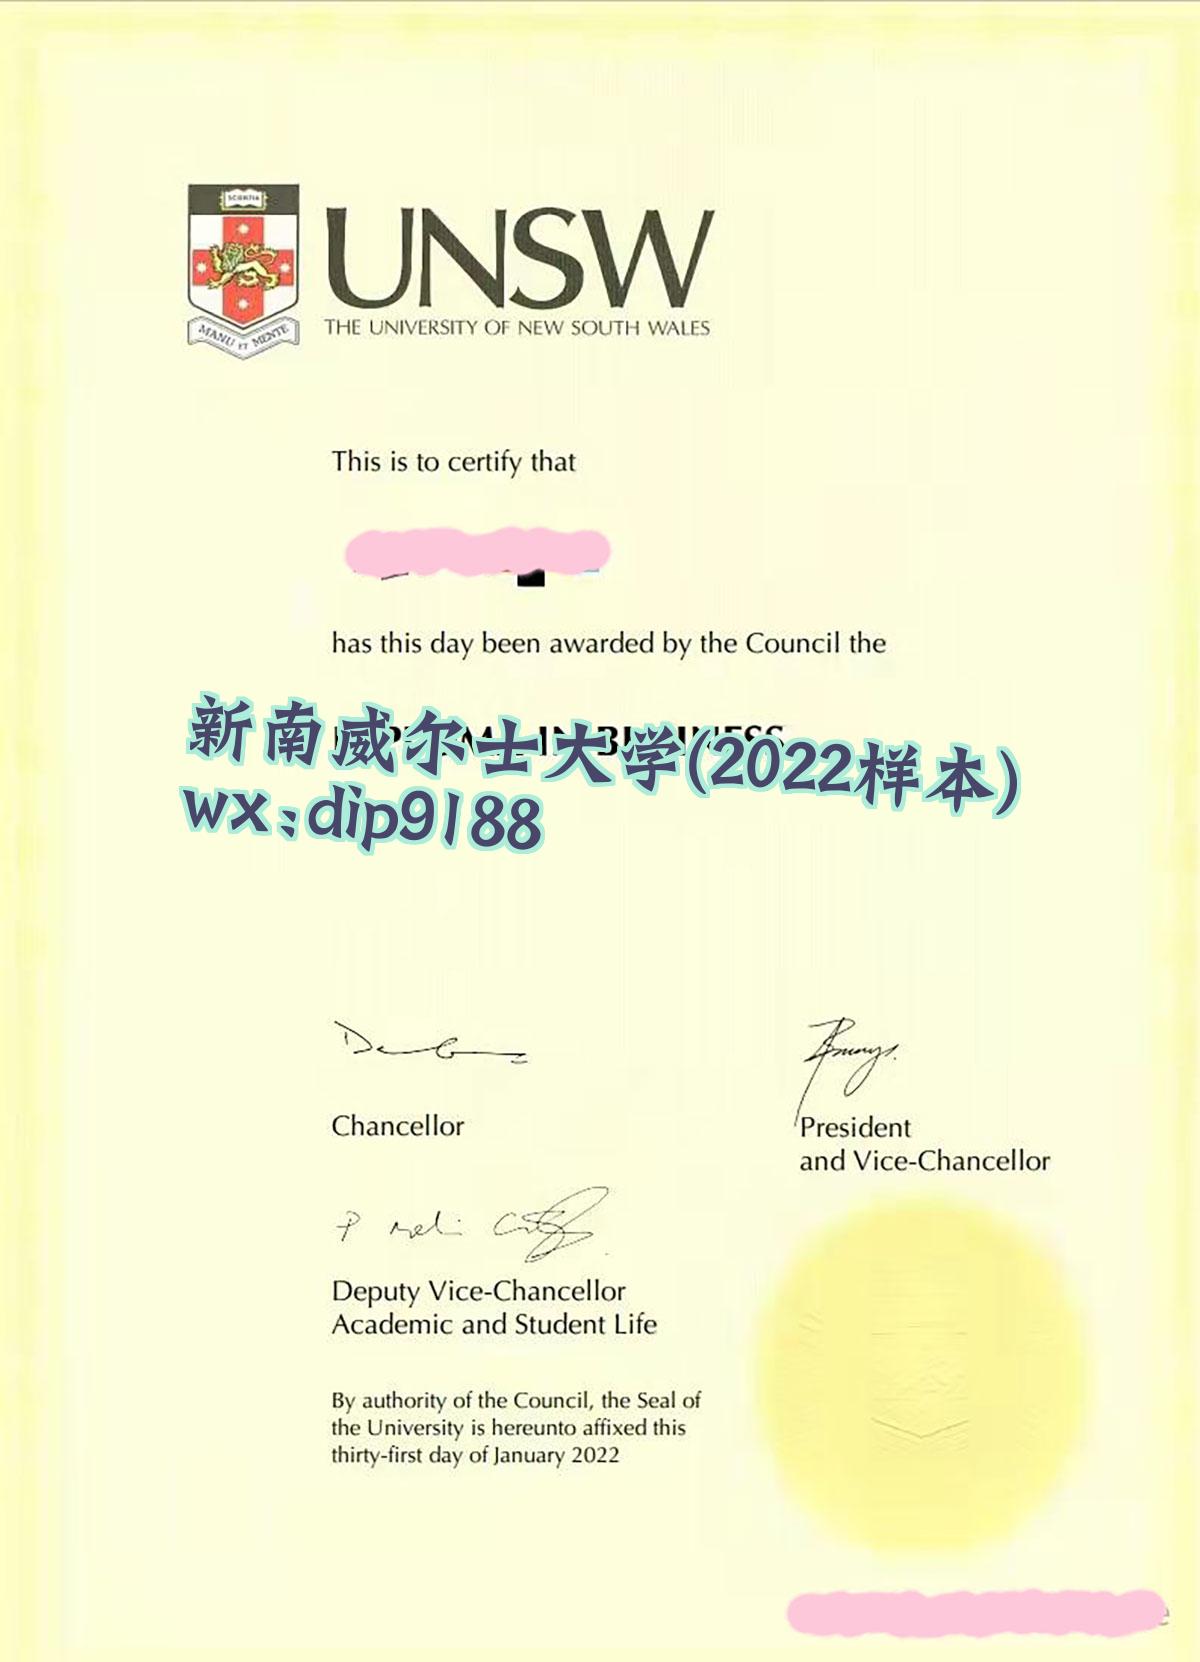 SCIENTIA
MANU ET MENTE
UNSW
THE UNIVERSITY OF NEW SOUTH WALES
This is to certify that
has this day been awarded by the Council the
新南威尔士大学(2022样本)
wx:dip9188
Chancellor
President
and Vice-Chancellor
Deputy Vice-Chancellor
Academic and Student Life
By authority of the Council, the Seal of
the University is hereunto affixed this
thirty-first day of January 2022